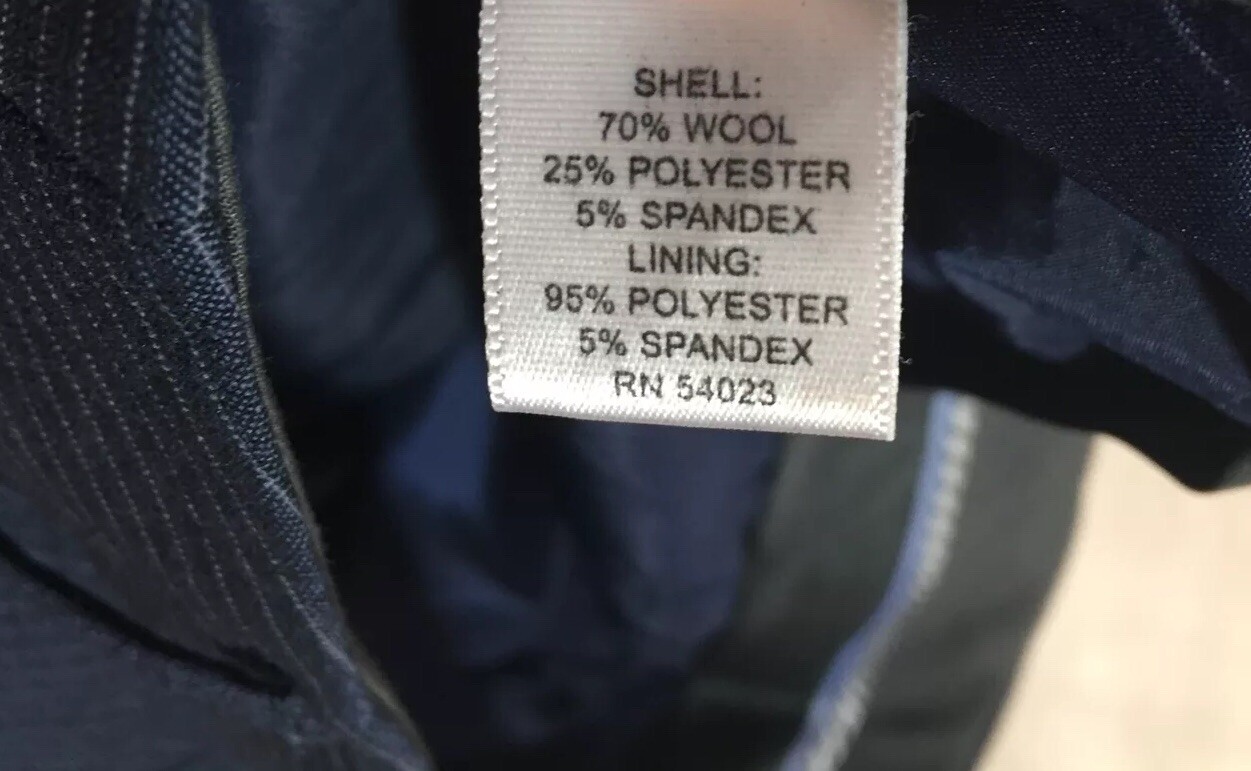 SHELL:
70% WOOL
25% POLYESTER
5% SPANDEX
LINING:
95% POLYESTER
5% SPANDEX
RN 54023